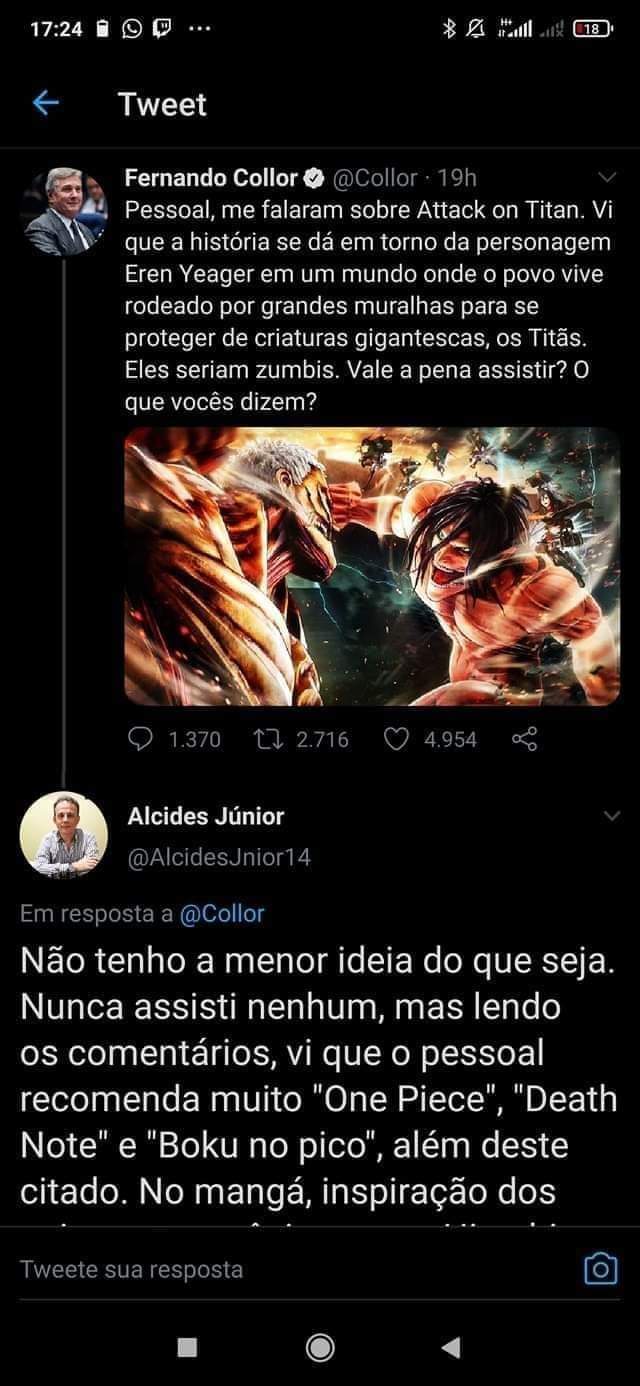 17:24
18
Tweet
Fernando Collor @Collor · 19h
Pessoal, me falaram sobre Attack on Titan. Vi
que a história se dá em torno da personagem
Eren Yeager em um mundo onde o povo vive
rodeado por grandes muralhas para se
proteger de criaturas gigantescas, os Titãs.
Eles seriam zumbis. Vale a pena assistir? O
que vocês dizem?
1.370 2.716 4.954
Alcides Júnior
@AlcidesJnior14
Em resposta a @Collor
Não tenho a menor ideia do que seja.
Nunca assisti nenhum, mas lendo
os comentários, vi que o pessoal
recomenda muito "One Piece", "Death
Note" e "Boku no pico", além deste
citado. No mangá, inspiração dos
Tweete sua resposta